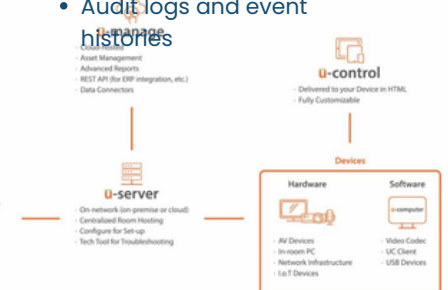 • Audit logs and event
histories
ü-manage
· Cloud-Hosted
· Asset Management
· Advanced Reports
· REST API (for ERP integration, etc.)
· Data Connectors
ü-control
· Delivered to your Device in HTML
· Fully Customizable
ü-server
· On-network (on-premise or cloud)
· Centralized Room Hosting
· Configure for Set-up
· Tech Tool for Troubleshooting
Devices
Hardware
· AV Devices
· In-room PC
· Network Infrastructure
· I.o.T Devices
Software
ü-computer
· Video Codec
· UC Client
· USB Devices